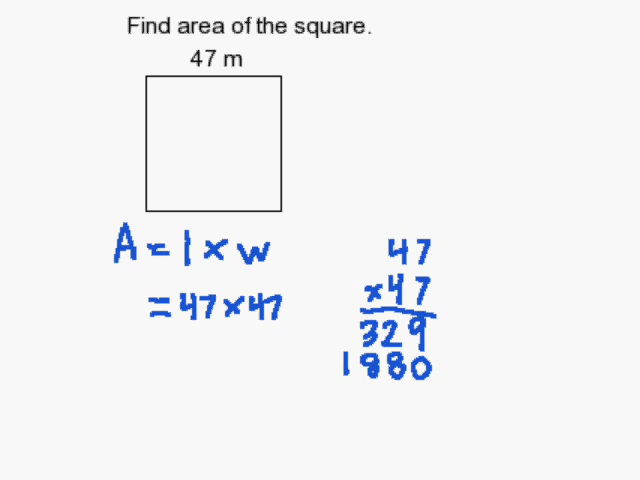 Find area of the square.
47 m
A = l x w
= 47 x 47
47
x 47
329
1880